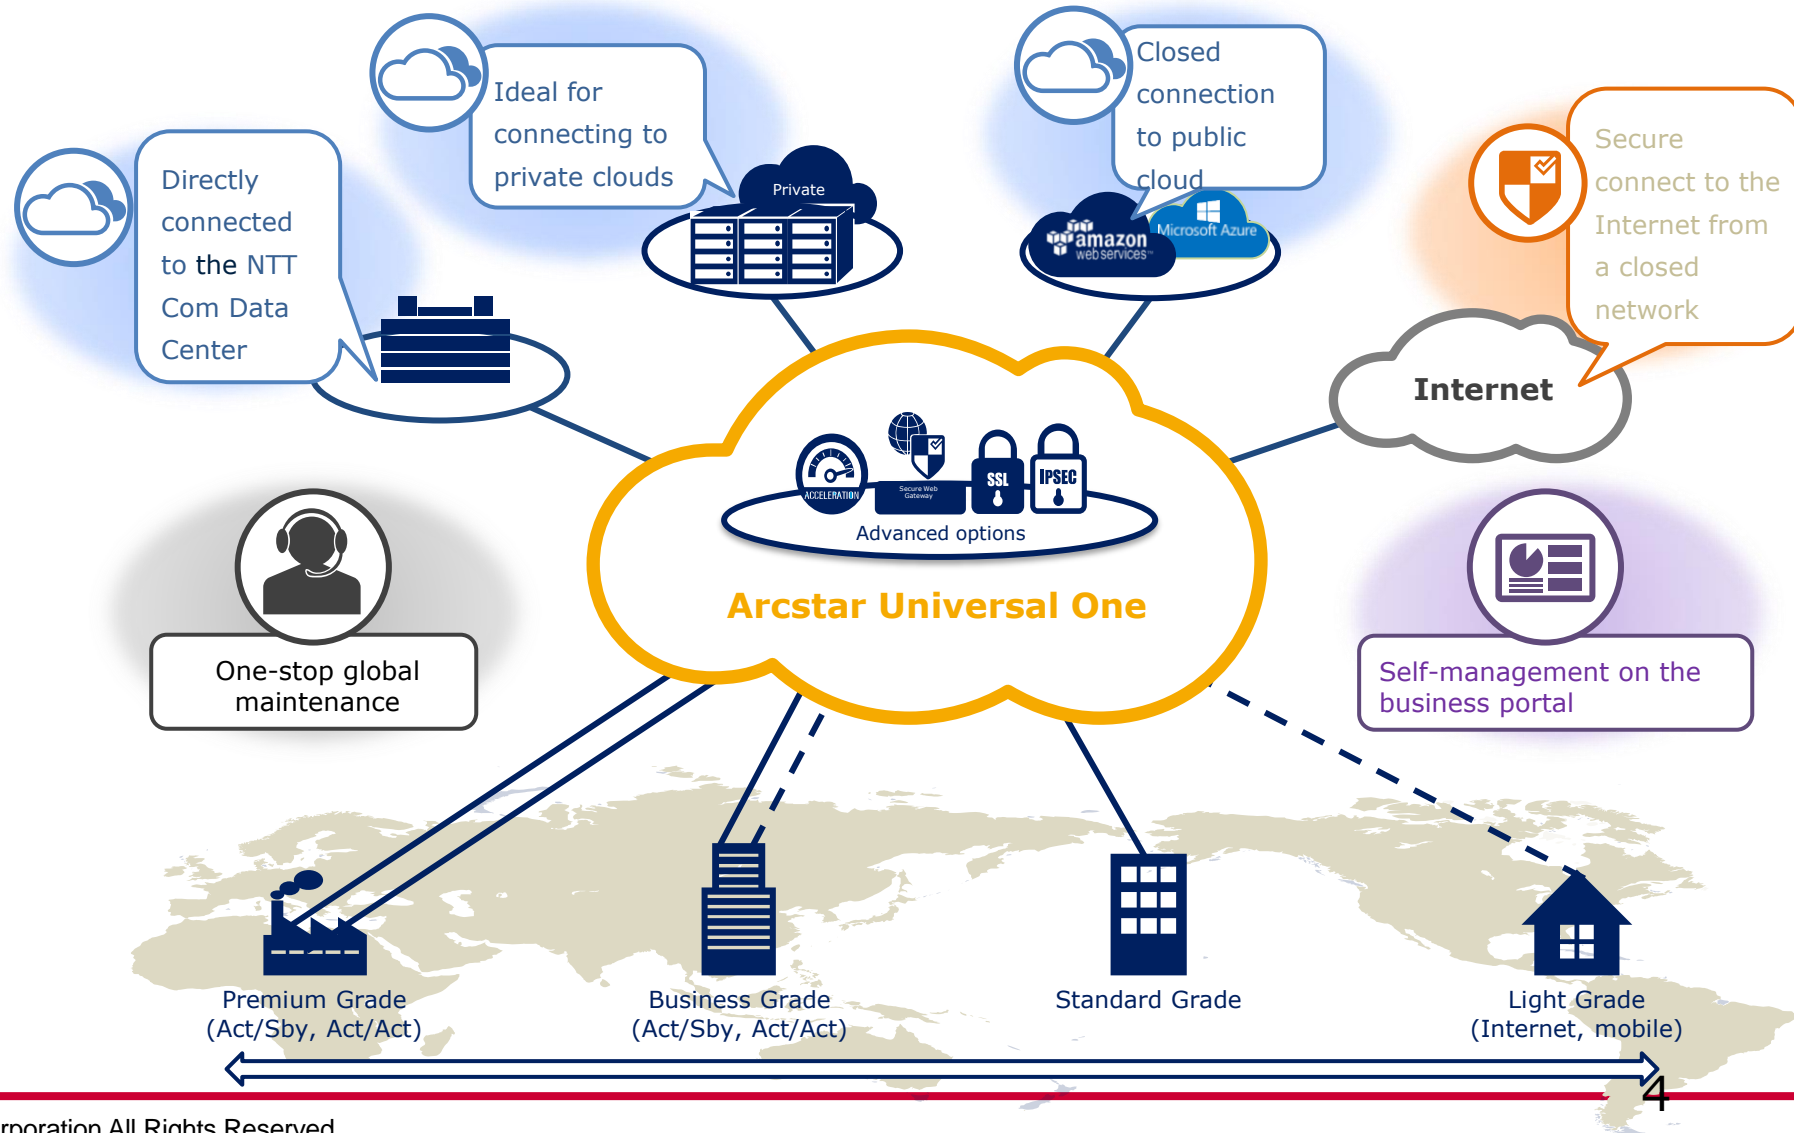 Directly
connected
to the NTT
Com Data
Center
Ideal for
connecting to
private clouds
Private
Closed
connection
to public
cloud
amazon
webservices™
Microsoft Azure
Secure
connect to the
Internet from
a closed
network
Internet
ACCELERATION
Secure Web
Gateway
SSL
IPSEC
Advanced options
Arcstar Universal One
One-stop global
maintenance
Self-management on the
business portal
Premium Grade
(Act/Sby, Act/Act)
Business Grade
(Act/Sby, Act/Act)
Standard Grade
Light Grade
(Internet, mobile)
4
rporation All Rights Reserved